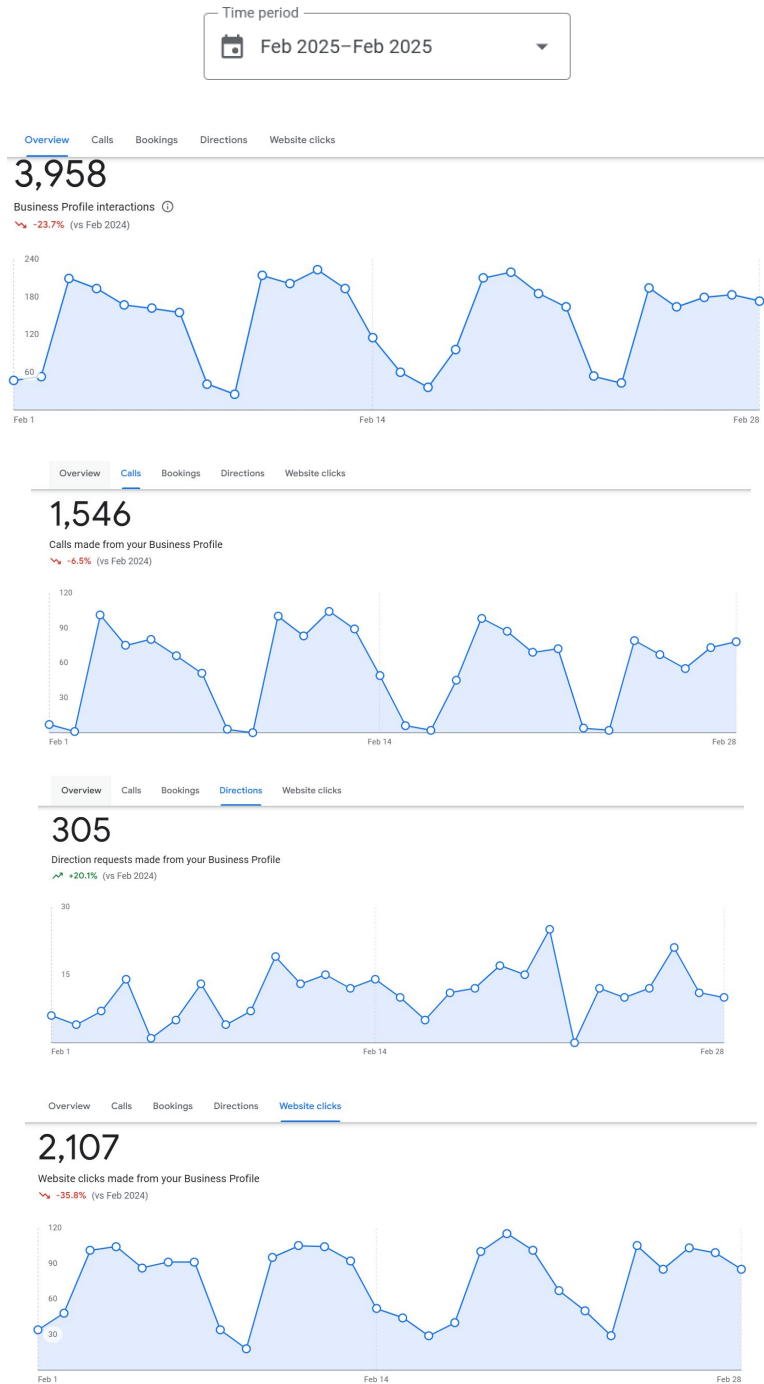 Time period
Feb 2025–Feb 2025
Overview Calls Bookings Directions Website clicks
3,958
Business Profile interactions
-23.7% (vs Feb 2024)
240
180
120
60
Feb 1 Feb 14 Feb 28
Overview Calls Bookings Directions Website clicks
1,546
Calls made from your Business Profile
-6.5% (vs Feb 2024)
120
90
60
30
Feb 1 Feb 14 Feb 28
Overview Calls Bookings Directions Website clicks
305
Direction requests made from your Business Profile
+20.1% (vs Feb 2024)
30
15
Feb 1 Feb 14 Feb 28
Overview Calls Bookings Directions Website clicks
2,107
Website clicks made from your Business Profile
-35.8% (vs Feb 2024)
120
90
60
30
Feb 1 Feb 14 Feb 28